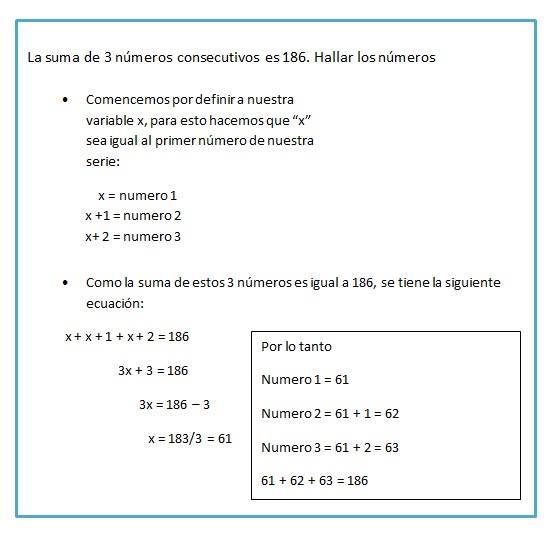 La suma de 3 números consecutivos es 186. Hallar los números
• Comencemos por definir a nuestra
variable x, para esto hacemos que “x”
sea igual al primer número de nuestra
serie:
x = numero 1
x +1 = numero 2
x+ 2 = numero 3
• Como la suma de estos 3 números es igual a 186, se tiene la siguiente
ecuación:
x + x + 1 + x + 2 = 186
3x + 3 = 186
3x = 186 − 3
x = 183/3 = 61
Por lo tanto
Numero 1 = 61
Numero 2 = 61 + 1 = 62
Numero 3 = 61 + 2 = 63
61 + 62 + 63 = 186